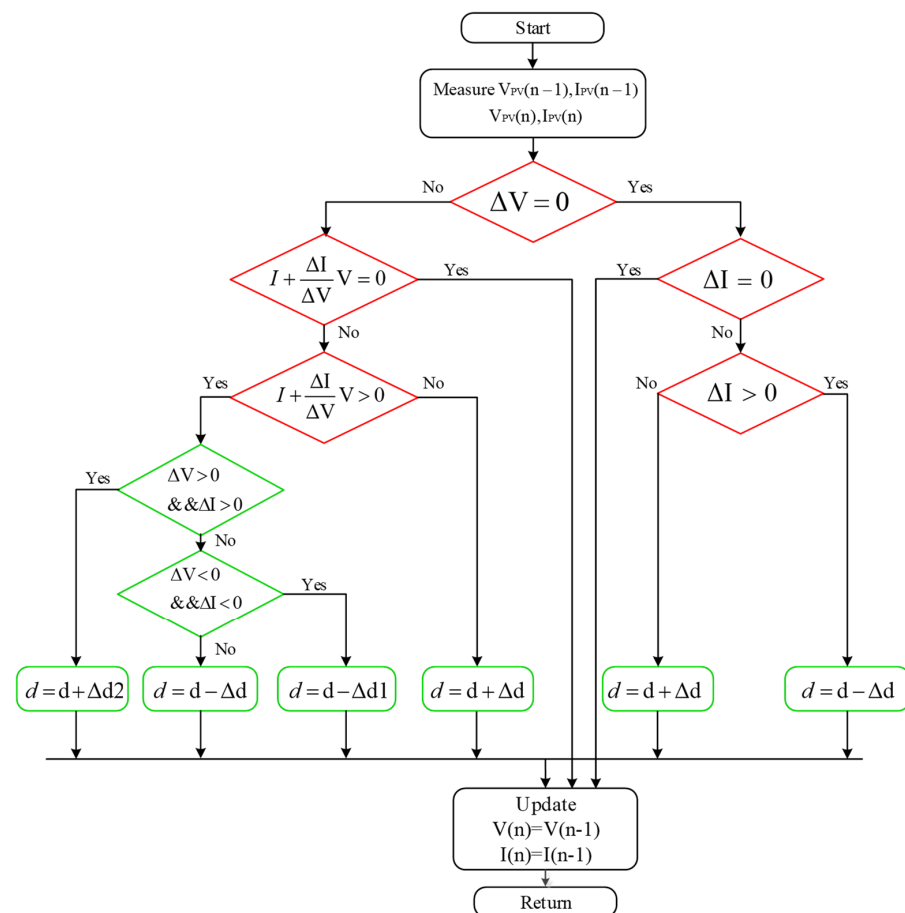 Start
Measure VPV(n−1),IPV(n−1)
VPV(n),IPV(n)
No
Yes
ΔV = 0
I + ΔI/ΔV V = 0
Yes
Yes
ΔI = 0
No
No
Yes
I + ΔI/ΔV V > 0
No
No
ΔI > 0
Yes
Yes
ΔV > 0
&&ΔI > 0
No
ΔV < 0
&&ΔI < 0
Yes
No
d = d + Δd2
d = d − Δd
d = d − Δd1
d = d + Δd
d = d + Δd
d = d − Δd
Update
V(n)=V(n-1)
I(n)=I(n-1)
Return